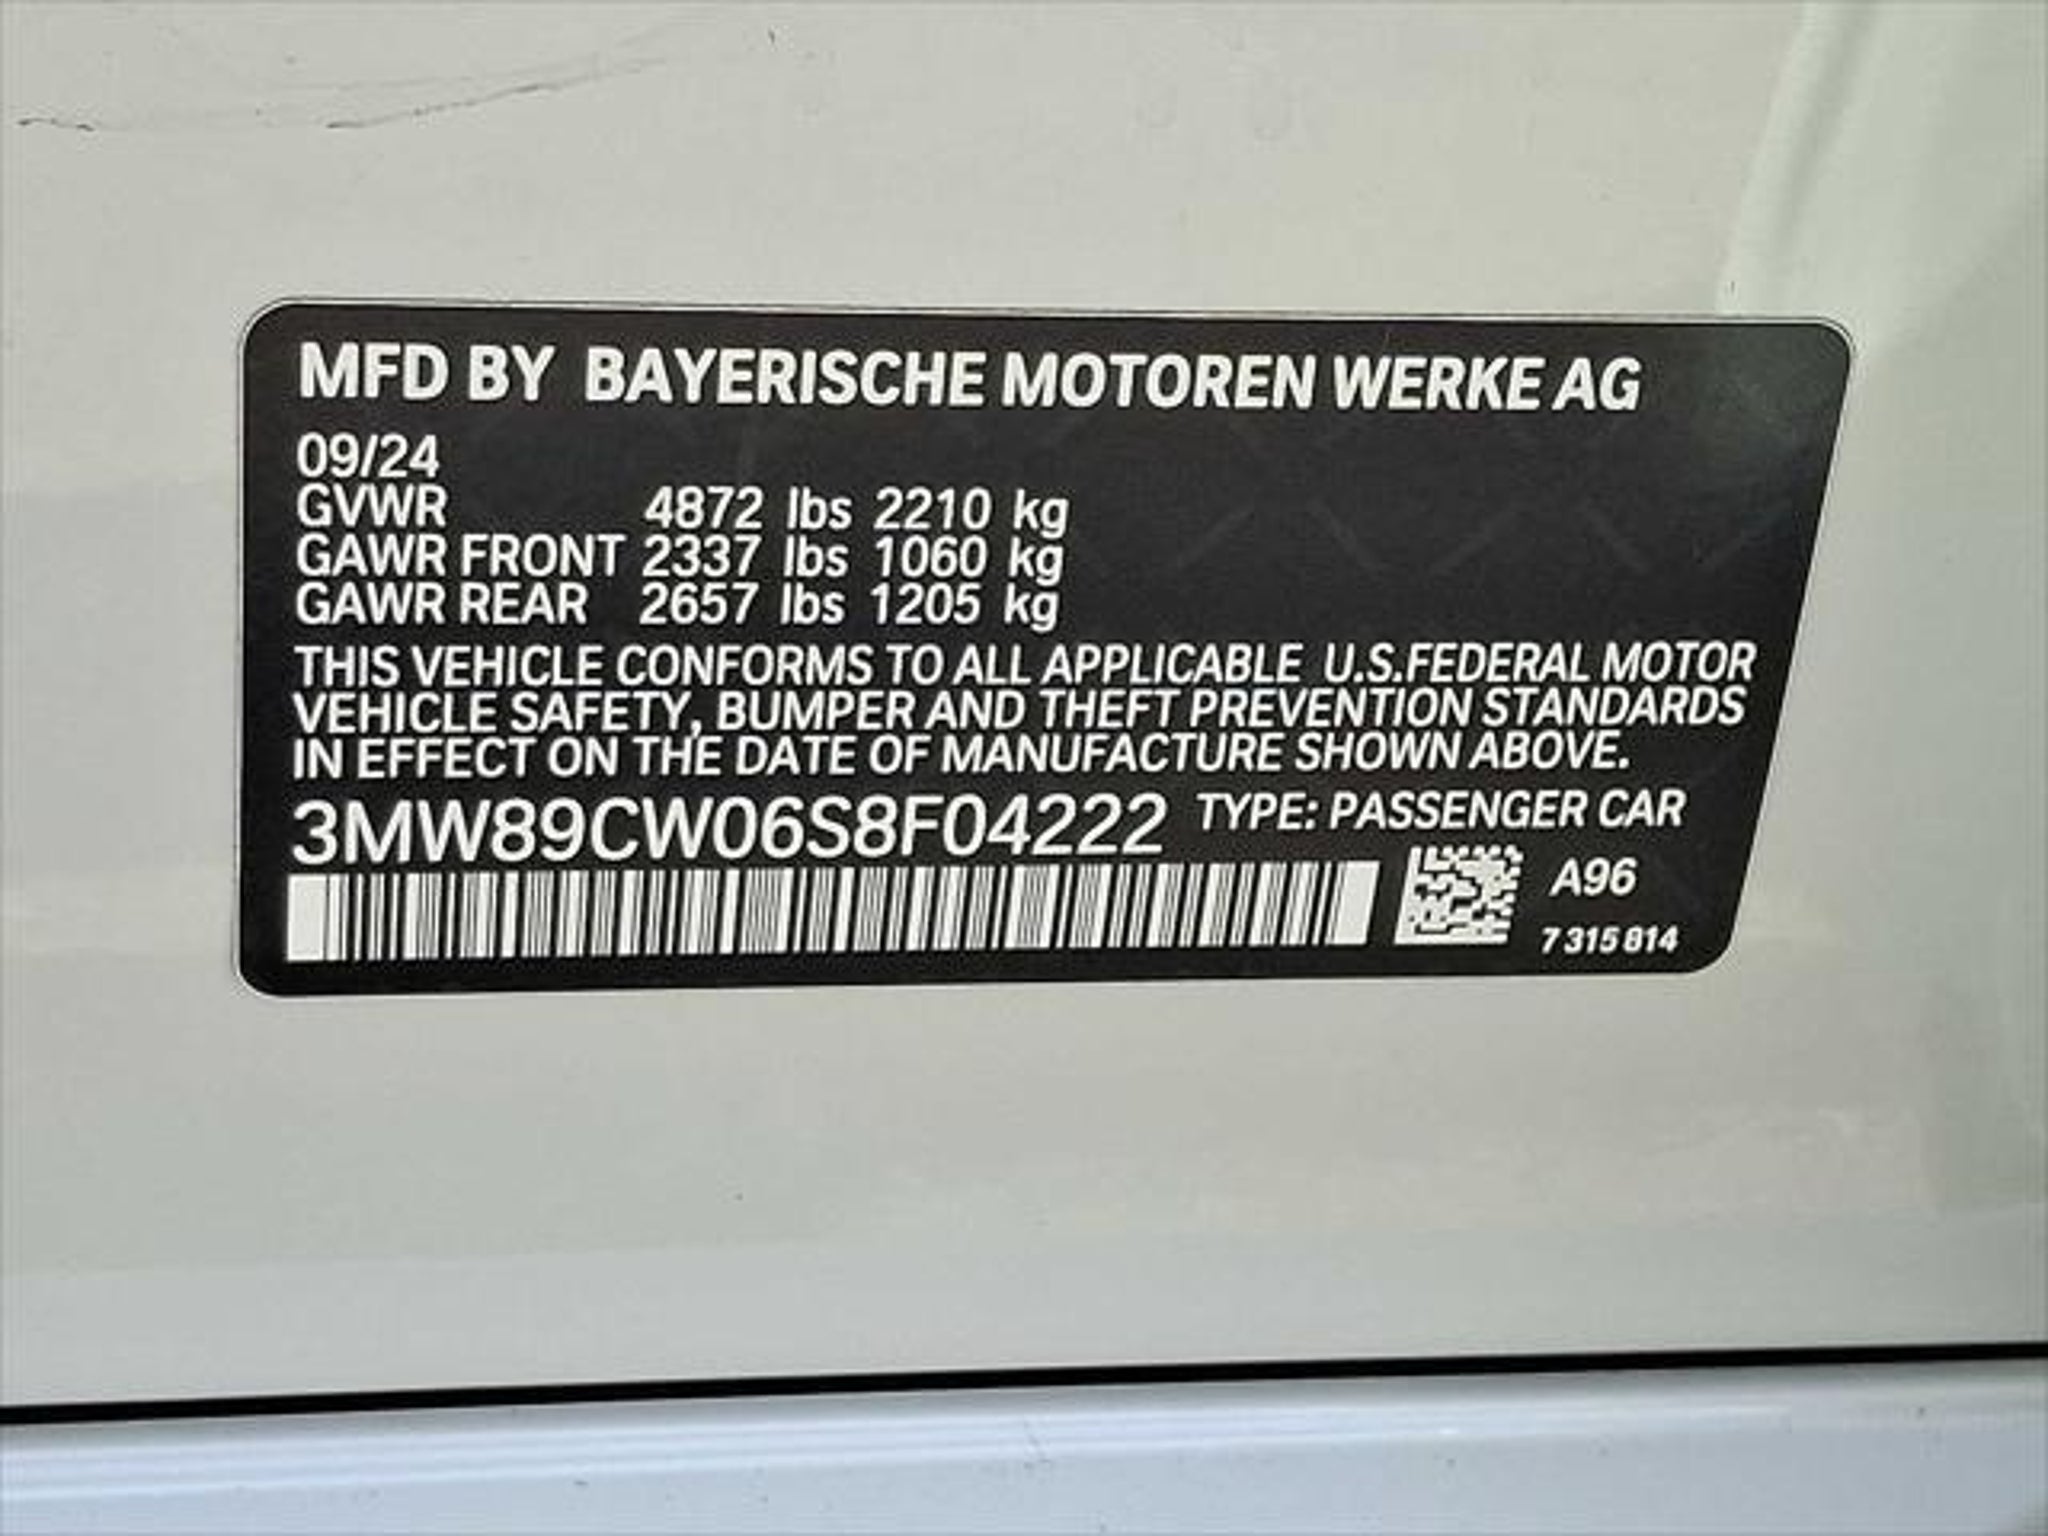 MFD BY BAYERISCHE MOTOREN WERKE AG
09/24
GVWR 4872 lbs 2210 kg
GAWR FRONT 2337 lbs 1060 kg
GAWR REAR 2657 lbs 1205 kg
THIS VEHICLE CONFORMS TO ALL APPLICABLE U.S.FEDERAL MOTOR
VEHICLE SAFETY, BUMPER AND THEFT PREVENTION STANDARDS
IN EFFECT ON THE DATE OF MANUFACTURE SHOWN ABOVE.
3MW89CW06S8F04222 TYPE: PASSENGER CAR
A96
7 315 814